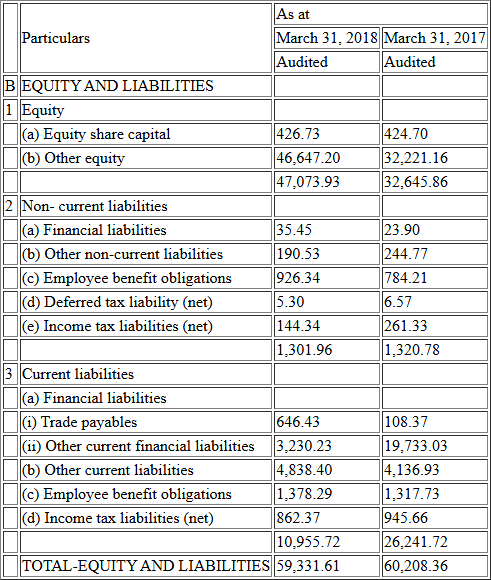 As at
Particulars March 31, 2018 March 31, 2017
Audited Audited
B EQUITY AND LIABILITIES
1 Equity
(a) Equity share capital 426.73 424.70
(b) Other equity 46,647.20 32,221.16
47,073.93 32,645.86
2 Non- current liabilities
(a) Financial liabilities 35.45 23.90
(b) Other non-current liabilities 190.53 244.77
(c) Employee benefit obligations 926.34 784.21
(d) Deferred tax liability (net) 5.30 6.57
(e) Income tax liabilities (net) 144.34 261.33
1,301.96 1,320.78
3 Current liabilities
(a) Financial liabilities
(i) Trade payables 646.43 108.37
(ii) Other current financial liabilities 3,230.23 19,733.03
(b) Other current liabilities 4,838.40 4,136.93
(c) Employee benefit obligations 1,378.29 1,317.73
(d) Income tax liabilities (net) 862.37 945.66
10,955.72 26,241.72
TOTAL-EQUITY AND LIABILITIES 59,331.61 60,208.36